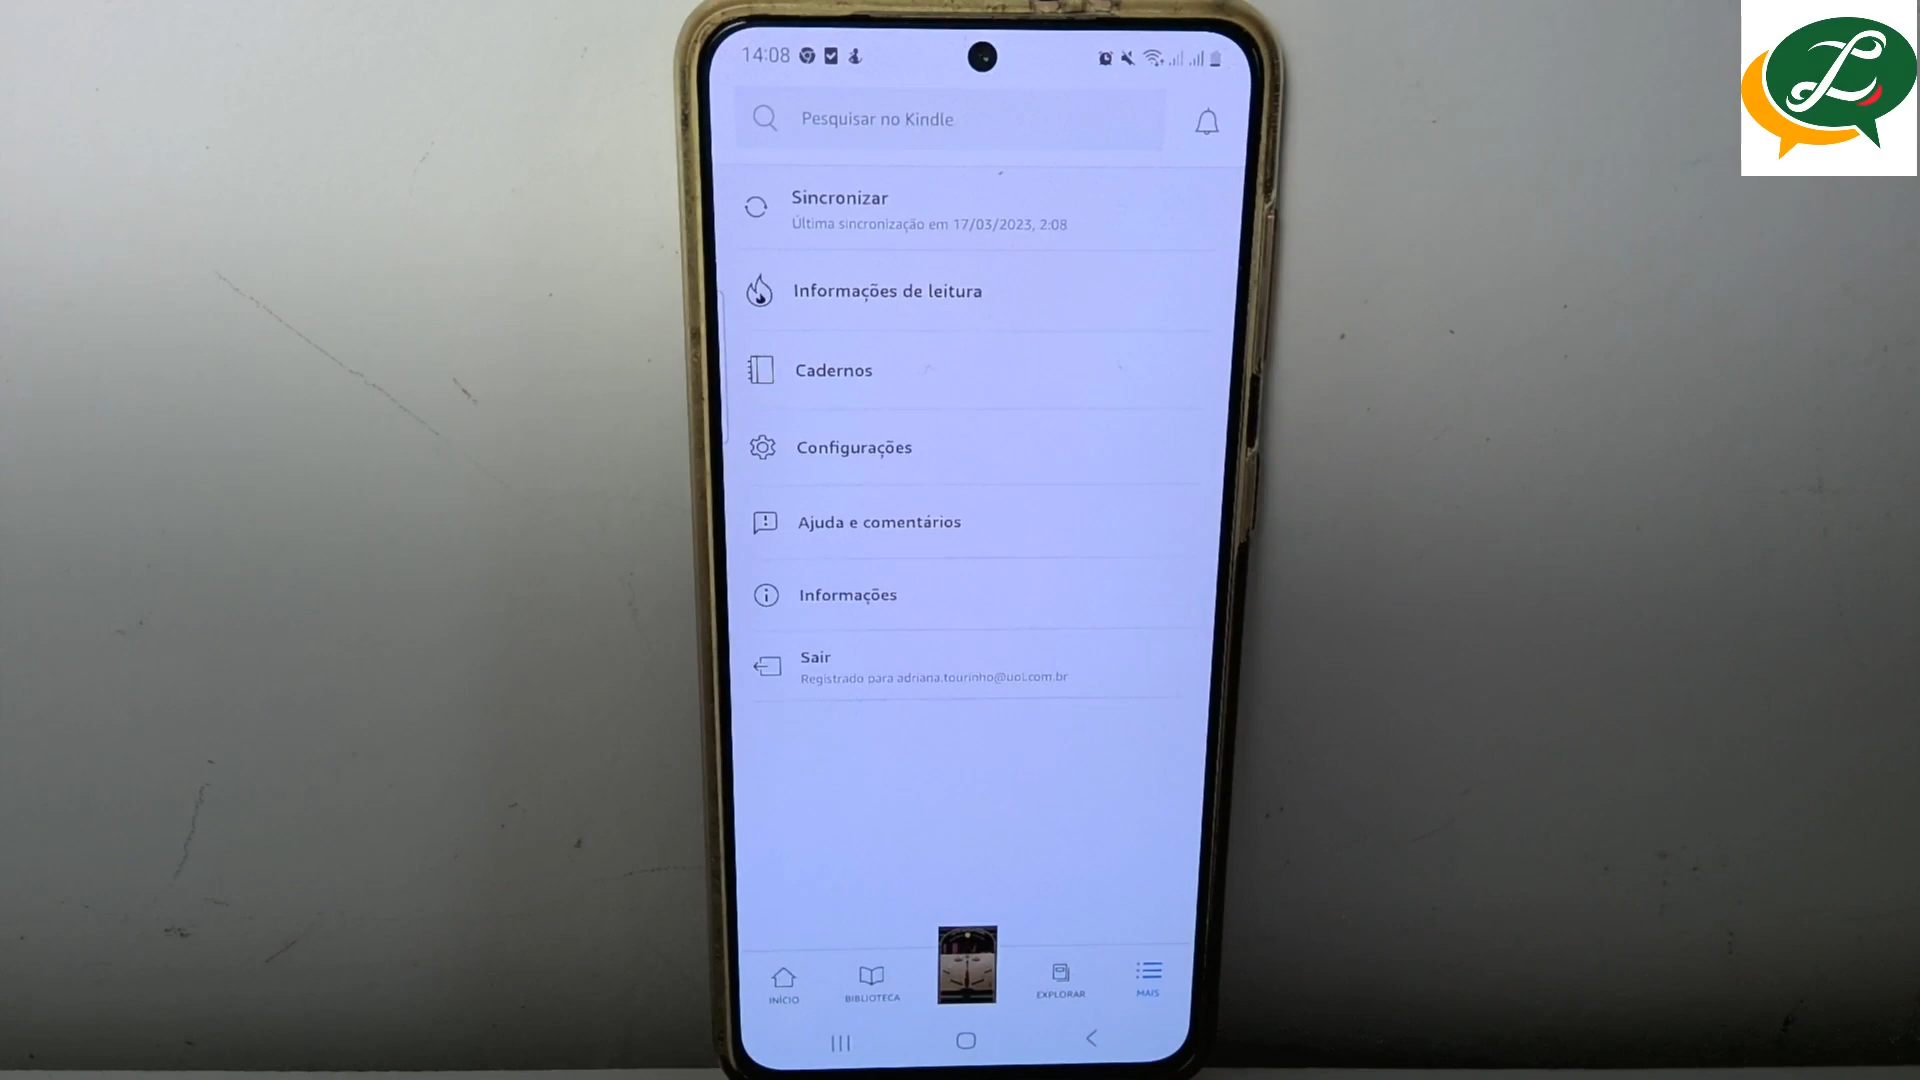 14:08
Pesquisar no Kindle
Sincronizar
Última sincronização em 17/03/2023, 2:08
Informações de leitura
Cadernos
Configurações
Ajuda e comentários
Informações
Sair
Registrado para adriana.tourinho@uol.com.br
INÍCIO
BIBLIOTECA
EXPLORAR
MAIS
L